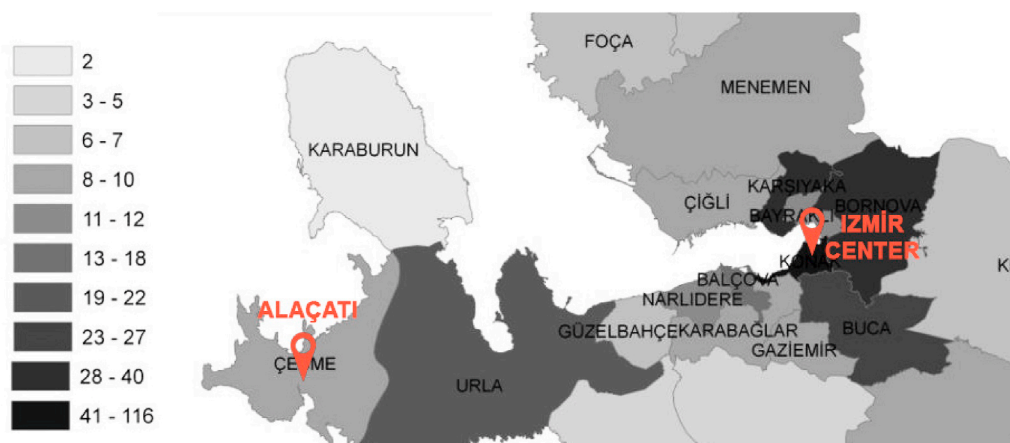 2
3 - 5
6 - 7
8 - 10
11 - 12
13 - 18
19 - 22
23 - 27
28 - 40
41 - 116
FOÇA
MENEMEN
KARABURUN
KARŞIYAKA
ÇİĞLİ
BORNOVA
BAYRAKLI
IZMİR
CENTER
KONAK
K
BALÇOVA
NARLIDERE
ALAÇATI
GÜZELBAHÇE
KARABAĞLAR
BUCA
GAZİEMİR
ÇEŞME
URLA